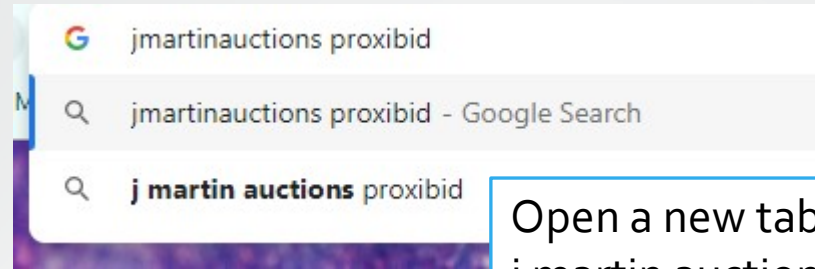 jmartinauctions proxibid
jmartinauctions proxibid - Google Search
j martin auctions proxibid
Open a new tab